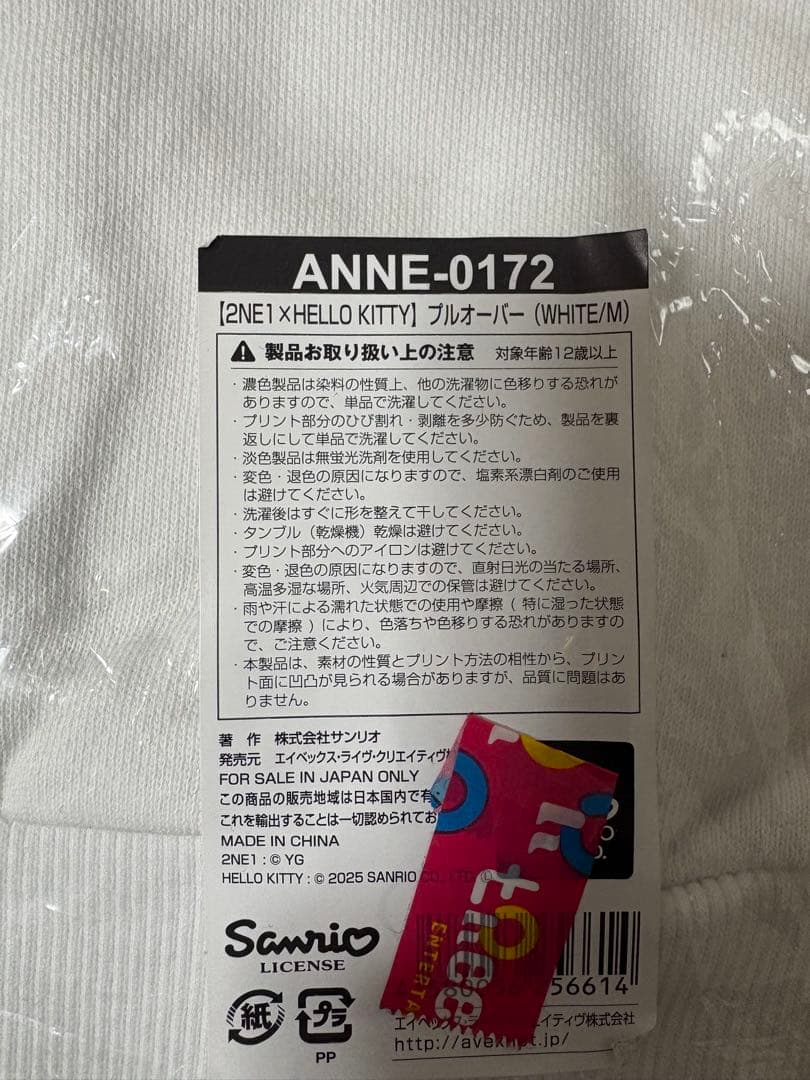 ANNE-0172
【2NE1×HELLO KITTY】プルオーバー（WHITE/M）
製品お取り扱い上の注意 対象年齢12歳以上
・濃色製品は染料の性質上、他の洗濯物に色移りする恐れが
ありますので、単品で洗濯してください。
・プリント部分のひび割れ・剥離を多少防ぐため、製品を裏
返しにして単品で洗濯してください。
・淡色製品は無蛍光洗剤を使用してください。
・変色・退色の原因になりますので、塩素系漂白剤のご使用
は避けてください。
・洗濯後はすぐに形を整えて干してください。
・タンブル（乾燥機）乾燥は避けてください。
・プリント部分へのアイロンは避けてください。
・変色・退色の原因になりますので、直射日光の当たる場所、
高温多湿な場所、火気周辺での保管は避けてください。
・雨や汗による濡れた状態での使用や摩擦（特に湿った状態
での摩擦）により、色落ちや色移りする恐れがありますの
で、ご注意ください。
・本製品は、素材の性質とプリント方法の相性から、プリン
ト面に凹凸が見られる場合がありますが、品質に問題はあ
りません。
著 作 株式会社サンリオ
発売元 エイベックス・ライヴ・クリエイティヴ
FOR SALE IN JAPAN ONLY
この商品の販売地域は日本国内で有
これを輸出することは一切認められてお
MADE IN CHINA
2NE1 : © YG
HELLO KITTY : © 2025 SANRIO CO., LTD.
Sanrio
LICENSE
56614
紙 プラ
PP
エイベックス・ イティヴ株式会社
http://avex pt.jp/